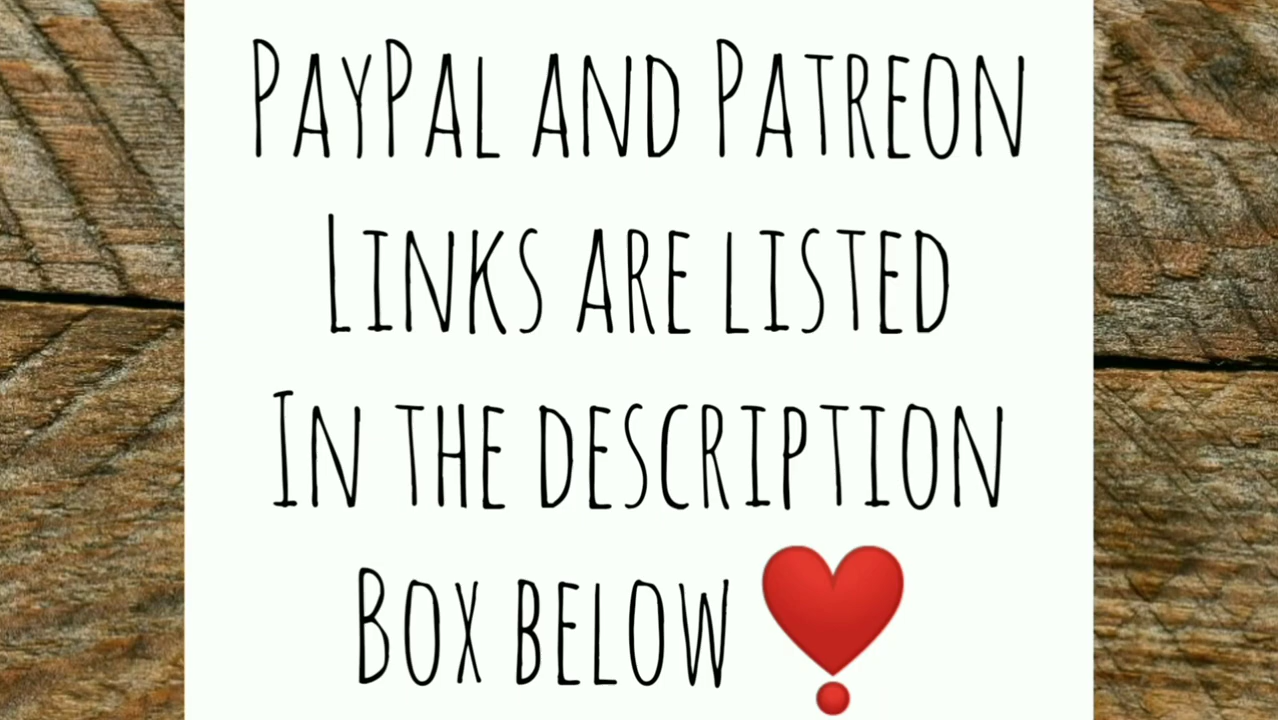 PayPal and Patreon
Links are listed
In the description
Box below ❣️